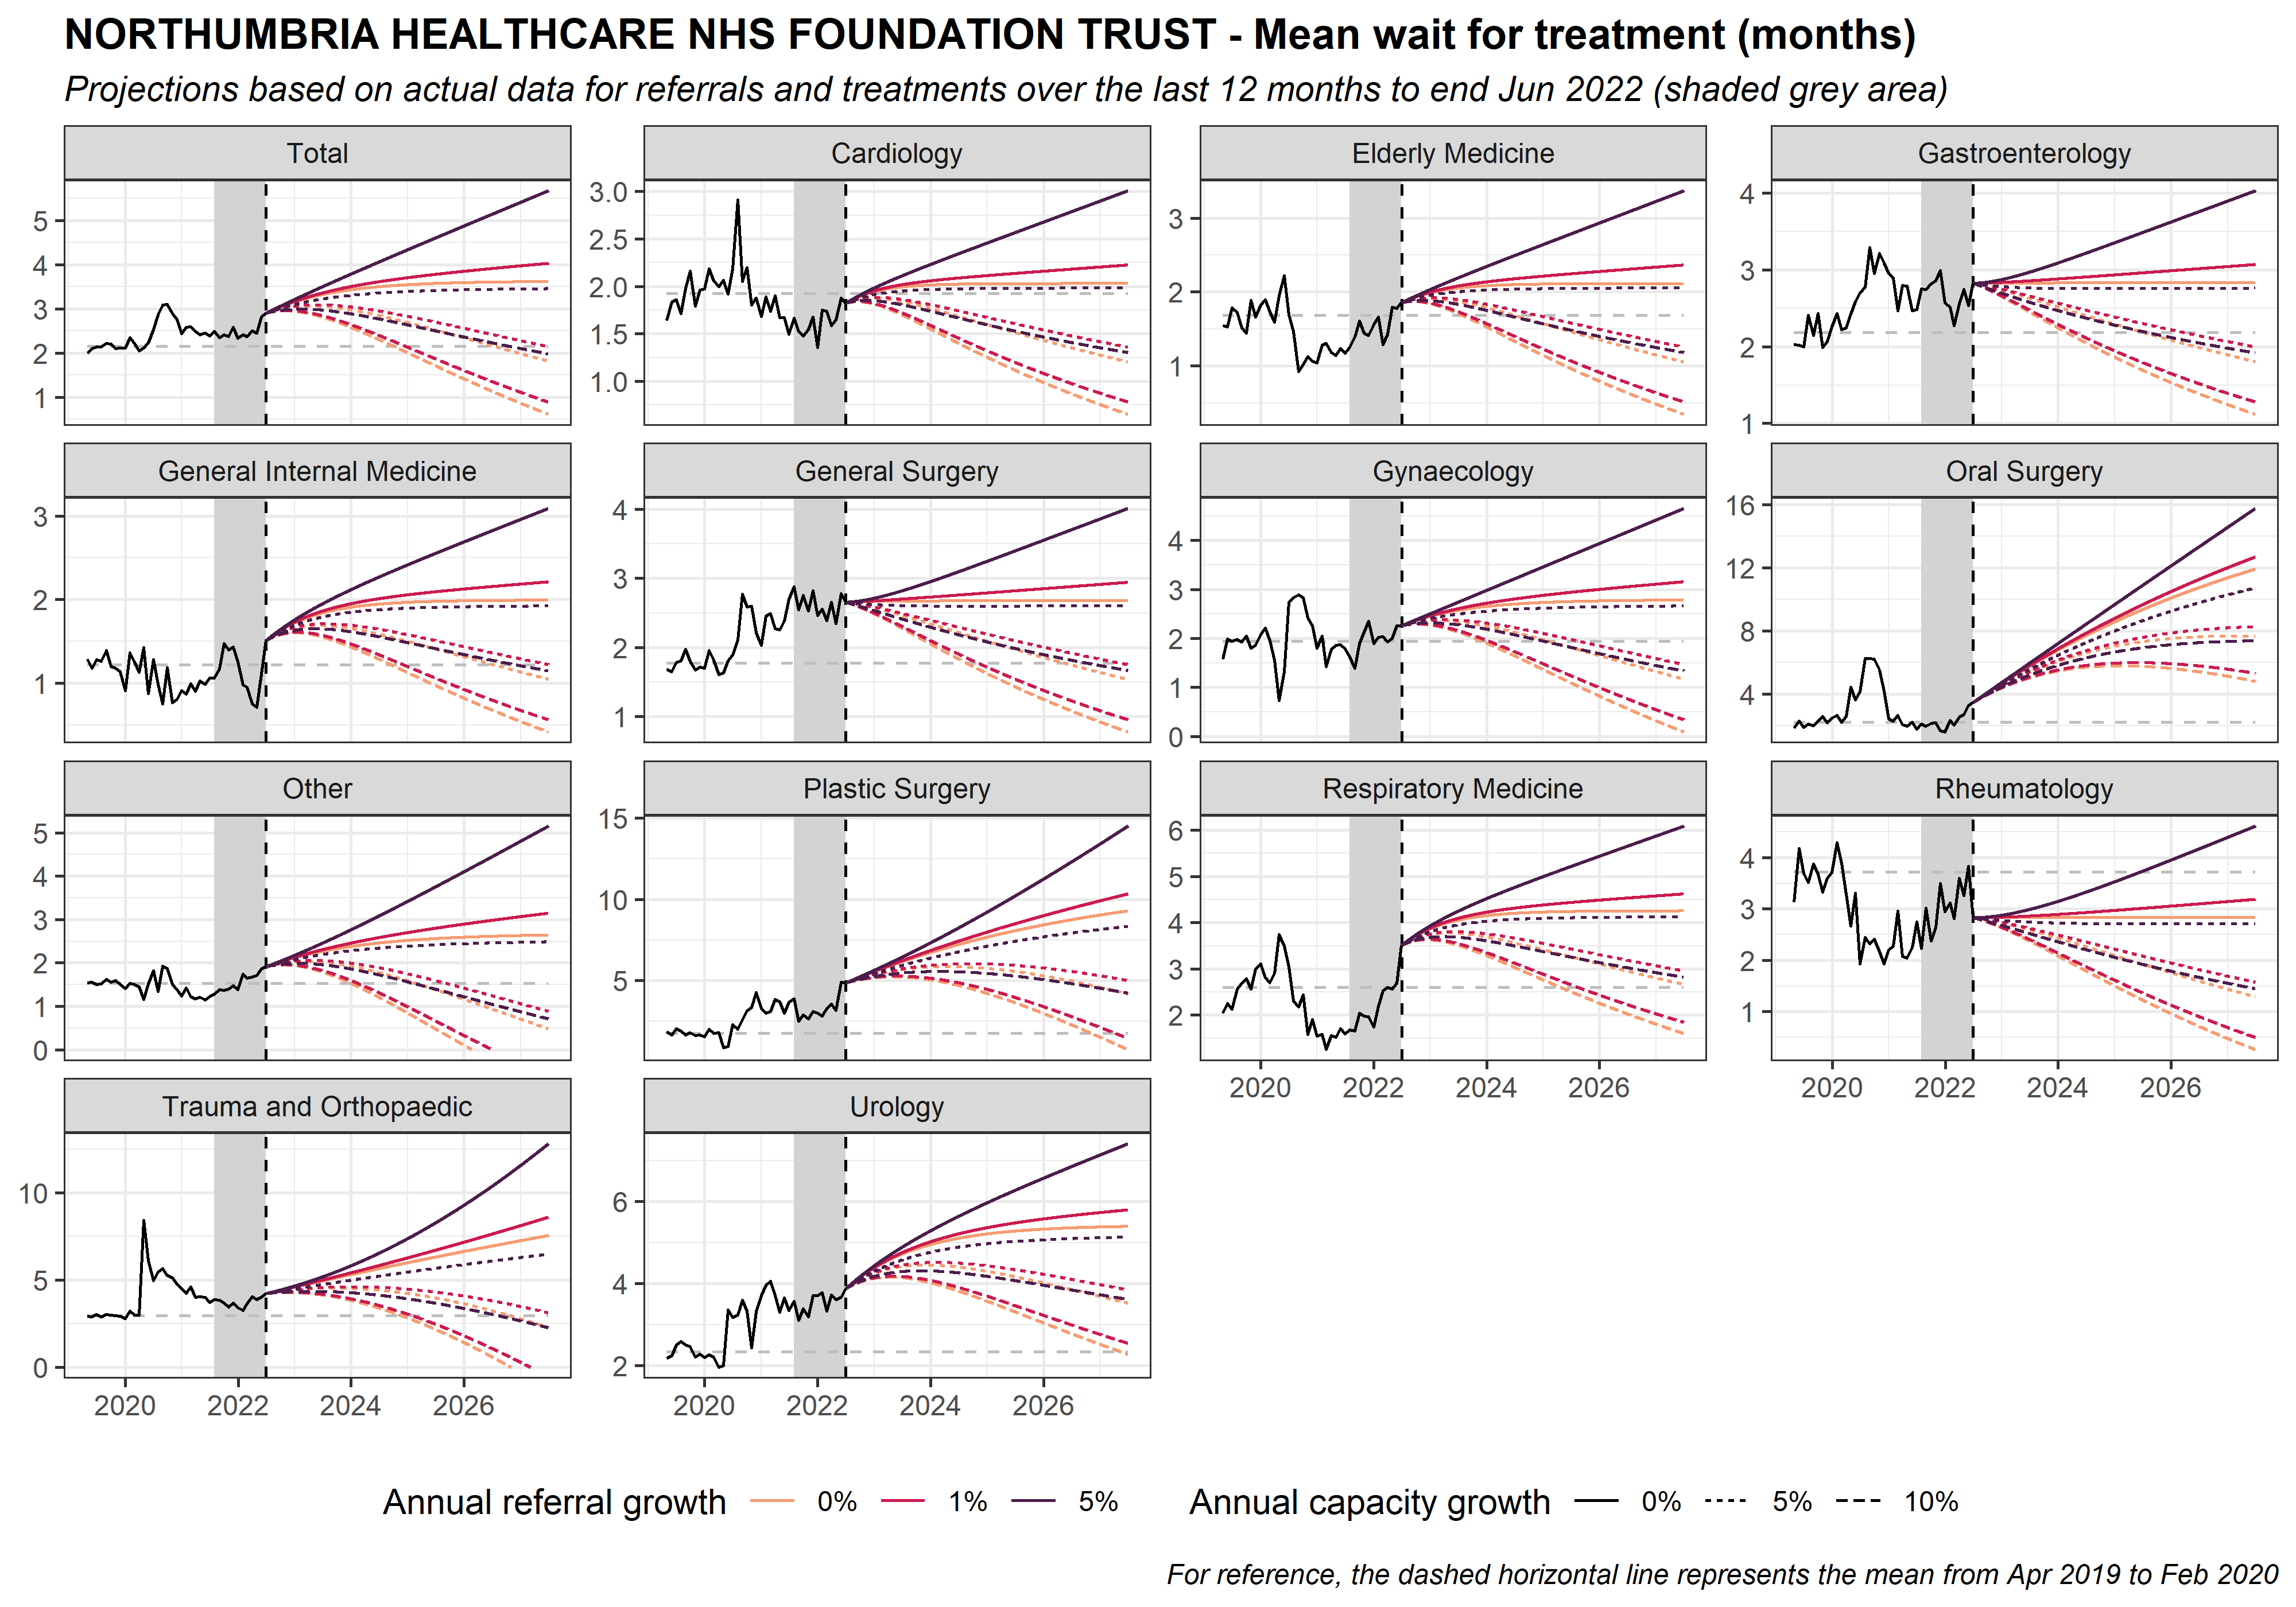 NORTHUMBRIA HEALTHCARE NHS FOUNDATION TRUST - Mean wait for treatment (months)
Projections based on actual data for referrals and treatments over the last 12 months to end Jun 2022 (shaded grey area)
Total
5
4
3
2
1
Cardiology
3.0
2.5
2.0
1.5
1.0
Elderly Medicine
3
2
1
Gastroenterology
4
3
2
1
General Internal Medicine
3
2
1
General Surgery
4
3
2
1
Gynaecology
4
3
2
1
0
Oral Surgery
16
12
8
4
Other
5
4
3
2
1
0
Plastic Surgery
15
10
5
Respiratory Medicine
6
5
4
3
2
2020 2022 2024 2026
Rheumatology
4
3
2
1
2020 2022 2024 2026
Trauma and Orthopaedic
10
5
0
2020 2022 2024 2026
Urology
6
4
2
2020 2022 2024 2026
Annual referral growth 0% 1% 5% Annual capacity growth 0% 5% 10%
For reference, the dashed horizontal line represents the mean from Apr 2019 to Feb 2020